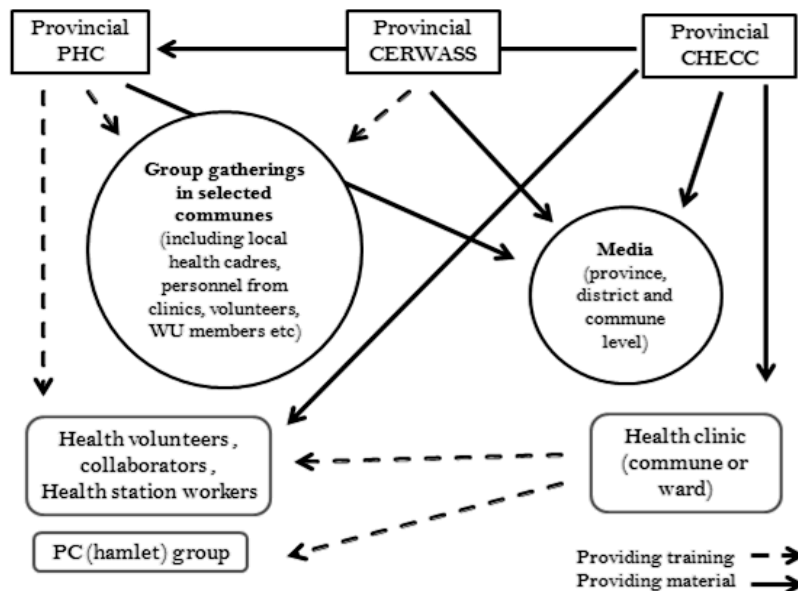 Provincial
PHC
Provincial
CERWASS
Provincial
CHECC
Group gatherings
in selected
communes
(including local
health cadres,
personnel from
clinics, volunteers,
WU members etc)
Media
(province,
district and
commune
level)
Health volunteers ,
collaborators ,
Health station workers
Health clinic
(commune or
ward)
PC (hamlet) group
Providing training
Providing material